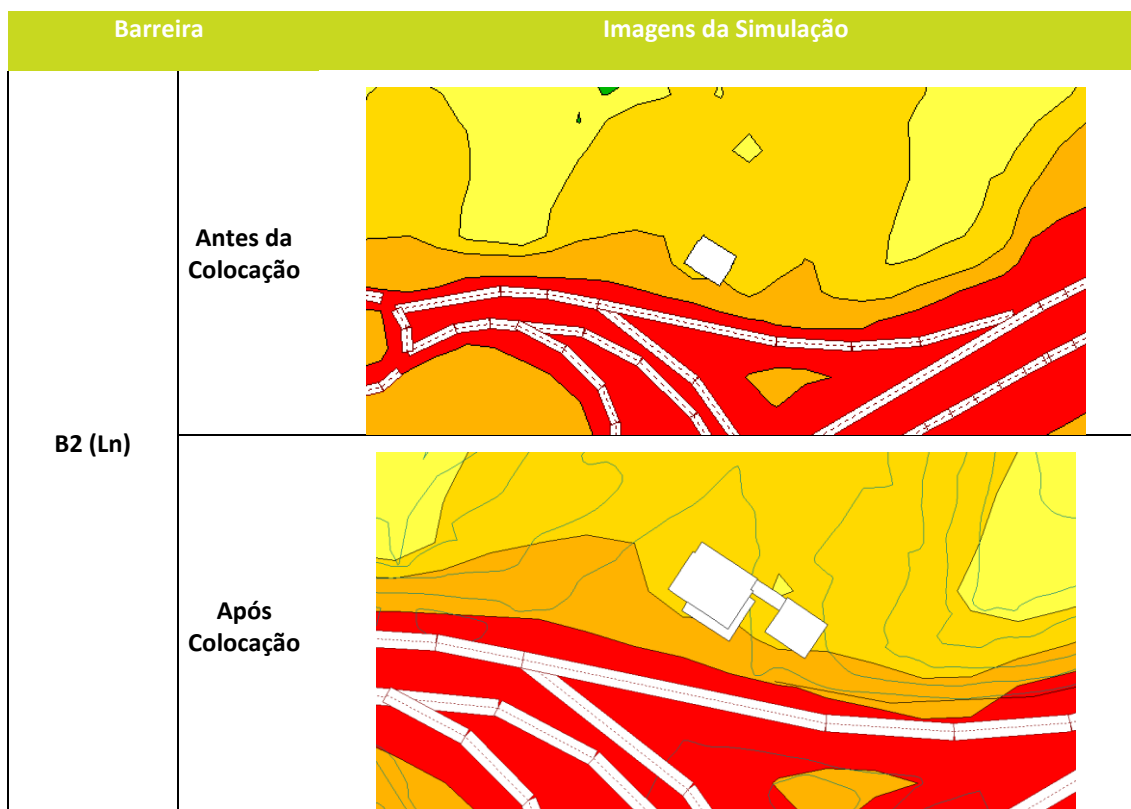 Barreira
Imagens da Simulação
Antes da
Colocação
B2 (Ln)
Após
Colocação